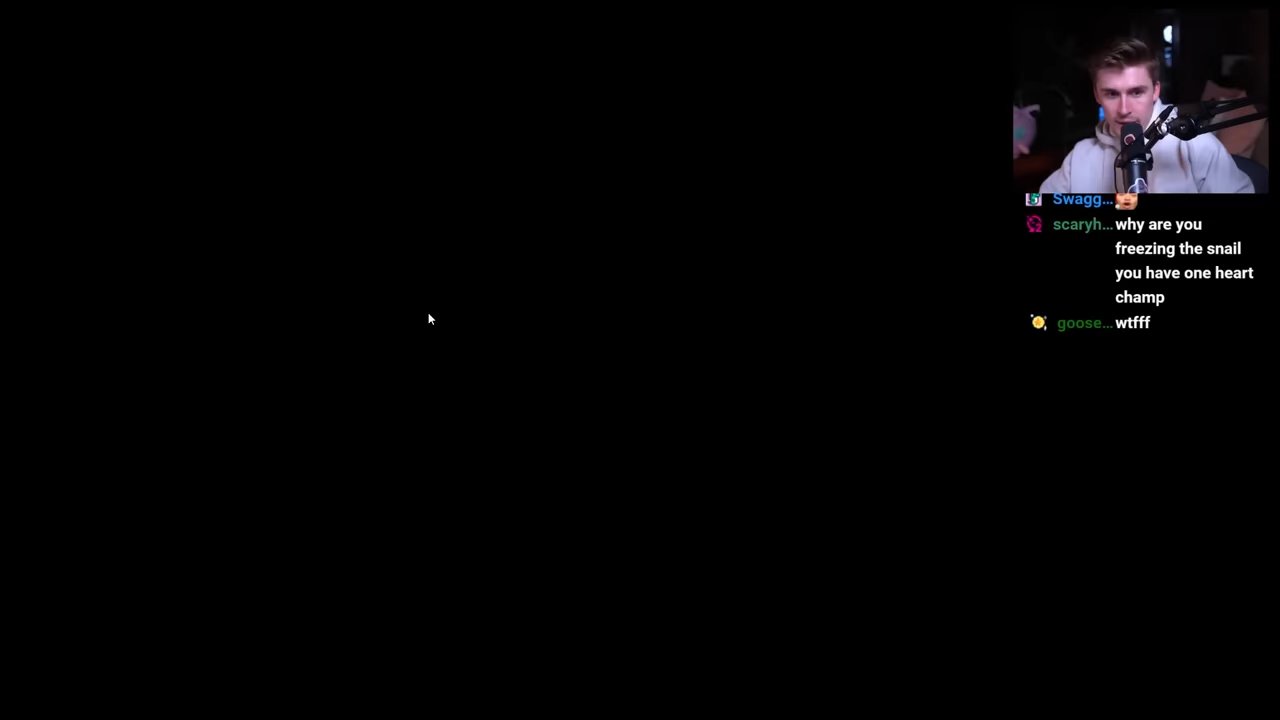 Swagg...
scaryh... why are you
freezing the snail
you have one heart
champ
goose... wtfff